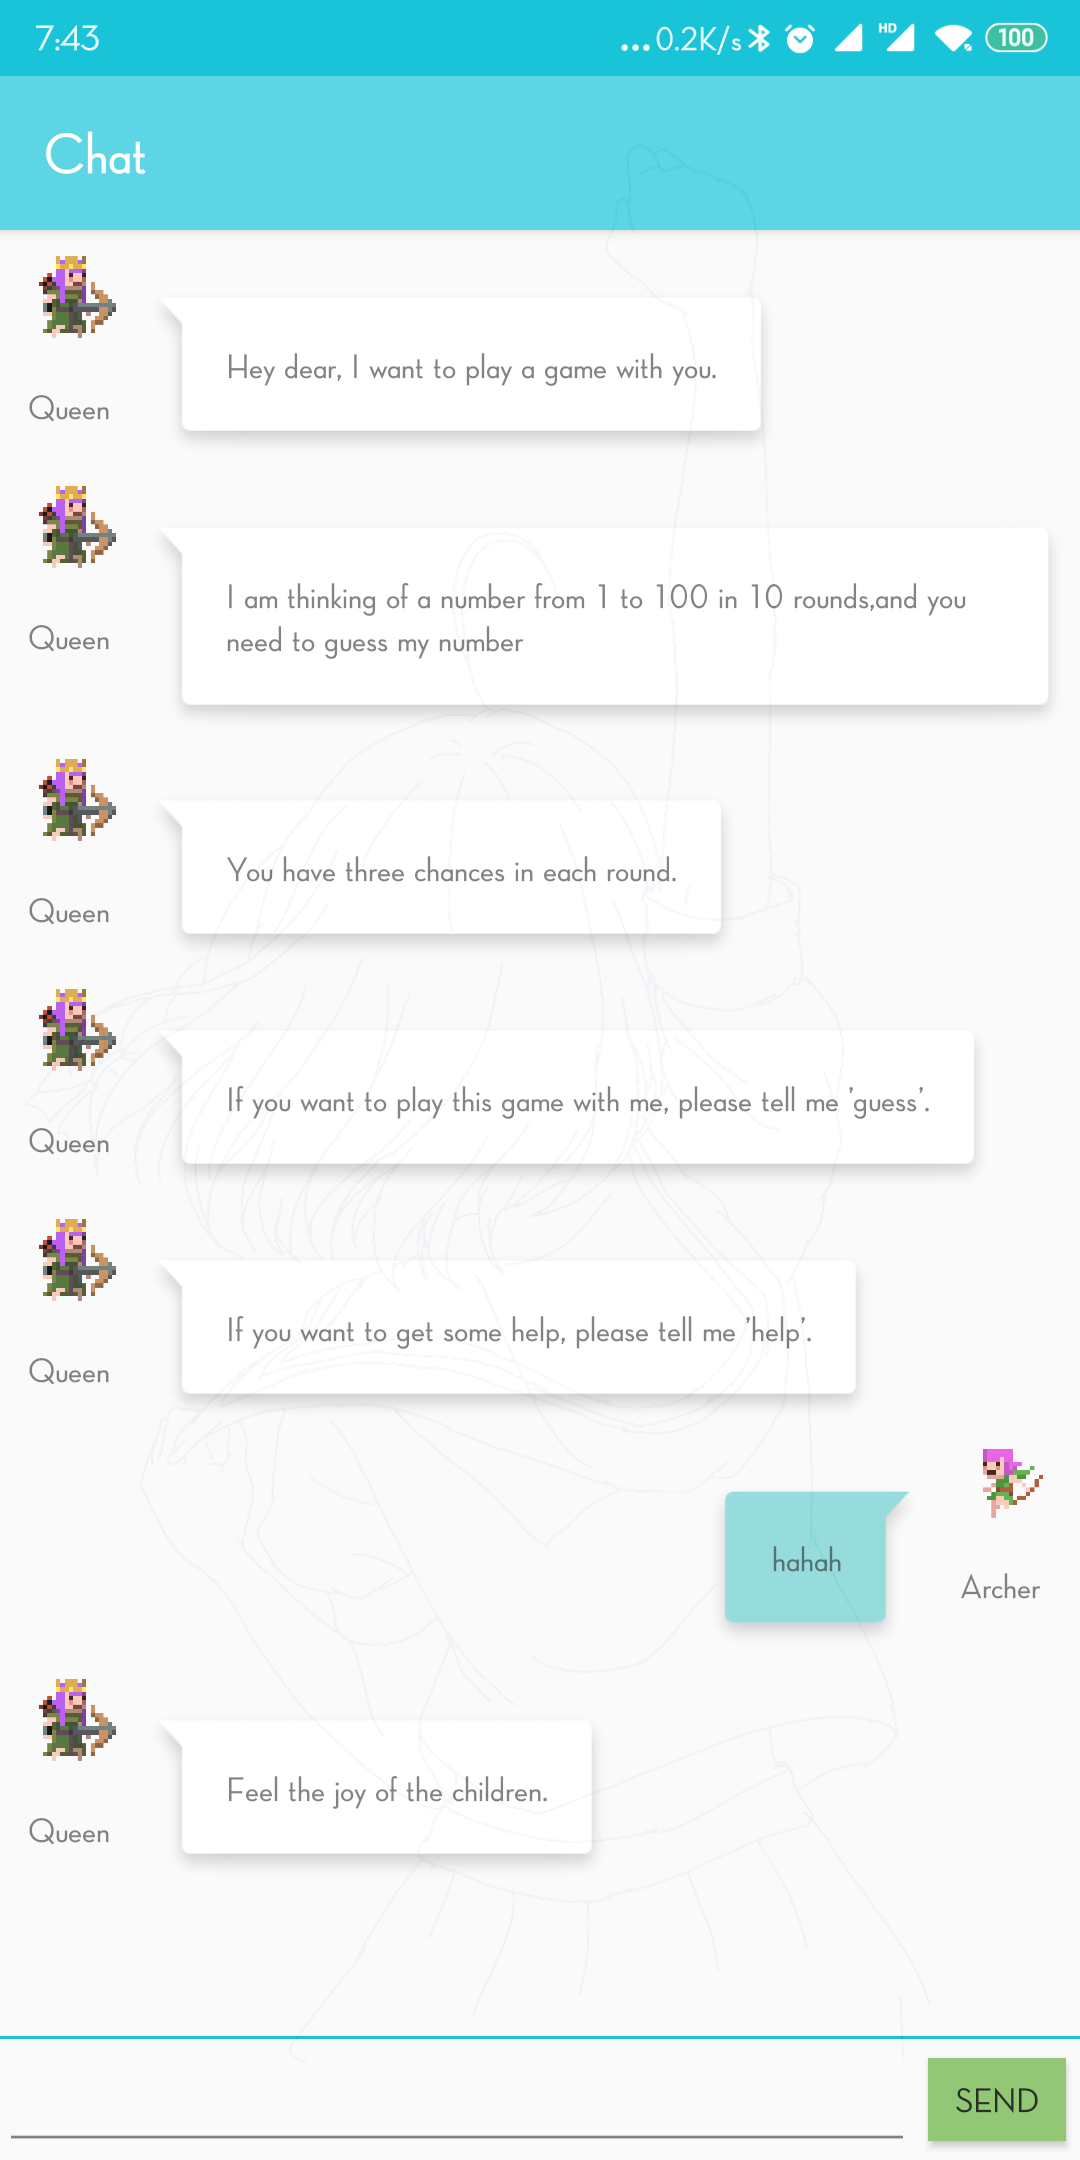 7:43
...0.2K/s HD 100
Chat
Queen
Hey dear, I want to play a game with you.
Queen
I am thinking of a number from 1 to 100 in 10 rounds,and you
need to guess my number
Queen
You have three chances in each round.
Queen
If you want to play this game with me, please tell me 'guess'.
Queen
If you want to get some help, please tell me 'help'.
hahah
Archer
Queen
Feel the joy of the children.
SEND